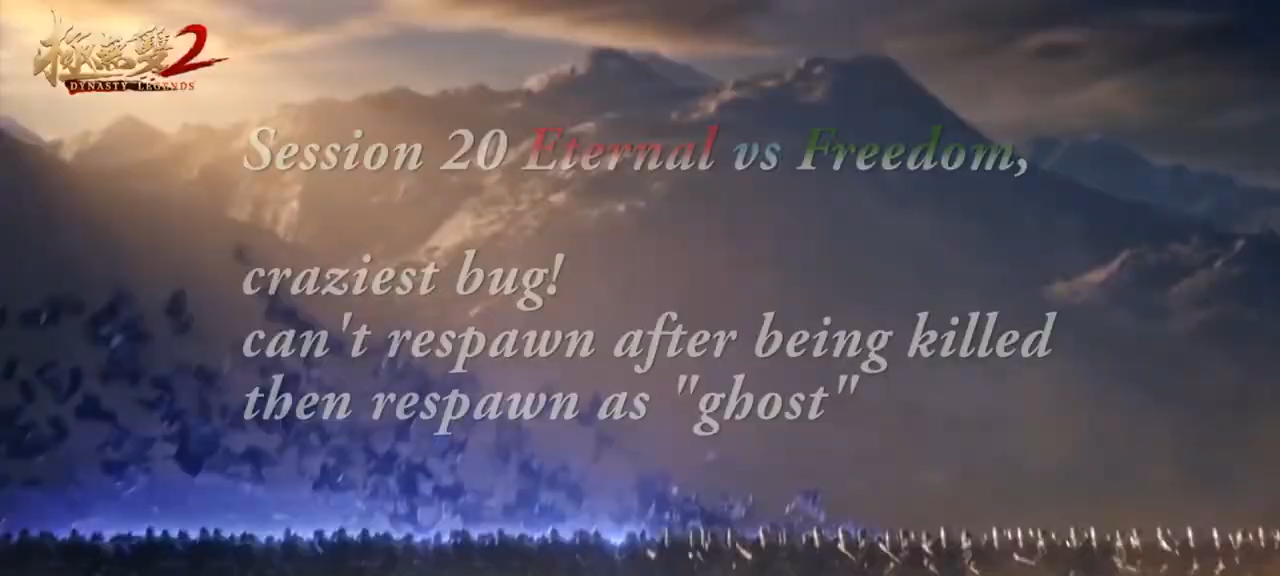 極無雙2
DYNASTY LEGENDS
Session 20 Eternal vs Freedom,
craziest bug!
can't respawn after being killed
then respawn as "ghost"